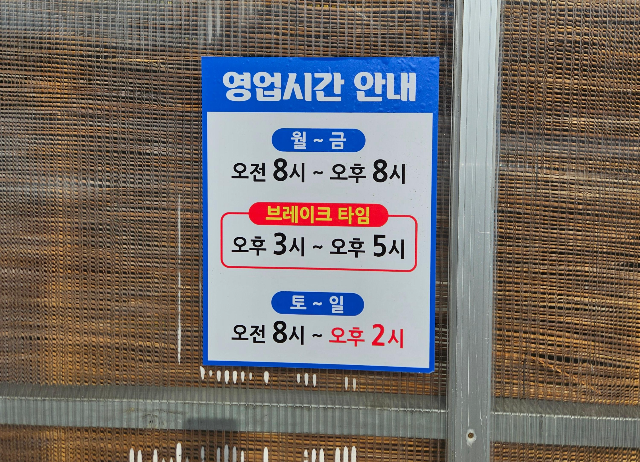 영업시간 안내
월 ~ 금
오전 8시 ~ 오후 8시
브레이크 타임
오후 3시 ~ 오후 5시
토 ~ 일
오전 8시 ~ 오후 2시